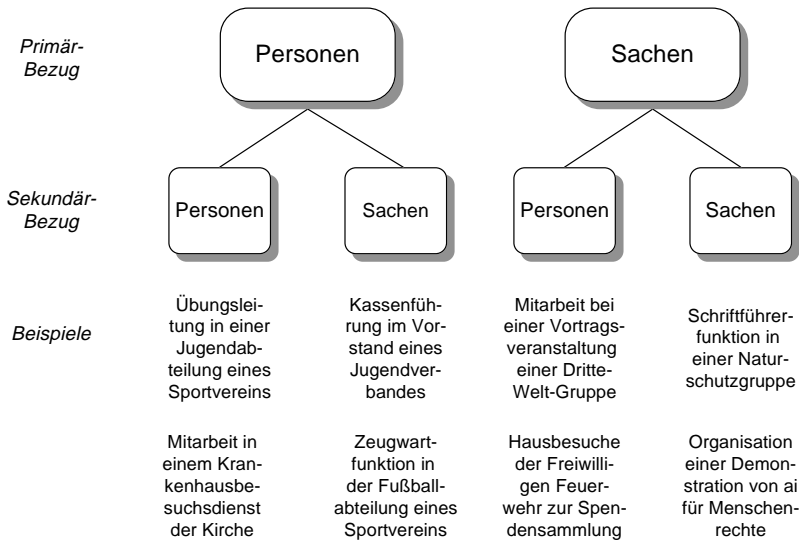 Primär-
Bezug
Personen
Sachen
Sekundär-
Bezug
Personen
Sachen
Personen
Sachen
Beispiele
Übungslei-
tung in einer
Jugendab-
teilung eines
Sportvereins
Kassenfüh-
rung im Vor-
stand eines
Jugendver-
bandes
Mitarbeit bei
einer Vortrags-
veranstaltung
einer Dritte-
Welt-Gruppe
Schriftführer-
funktion in
einer Natur-
schutzgruppe
Mitarbeit in
einem Kran-
kenhausbe-
suchsdienst
der Kirche
Zeugwart-
funktion in
der Fußball-
abteilung eines
Sportvereins
Hausbesuche
der Freiwilli-
gen Feuer-
wehr zur Spen-
densammlung
Organisation
einer Demon-
stration von ai
für Menschen-
rechte